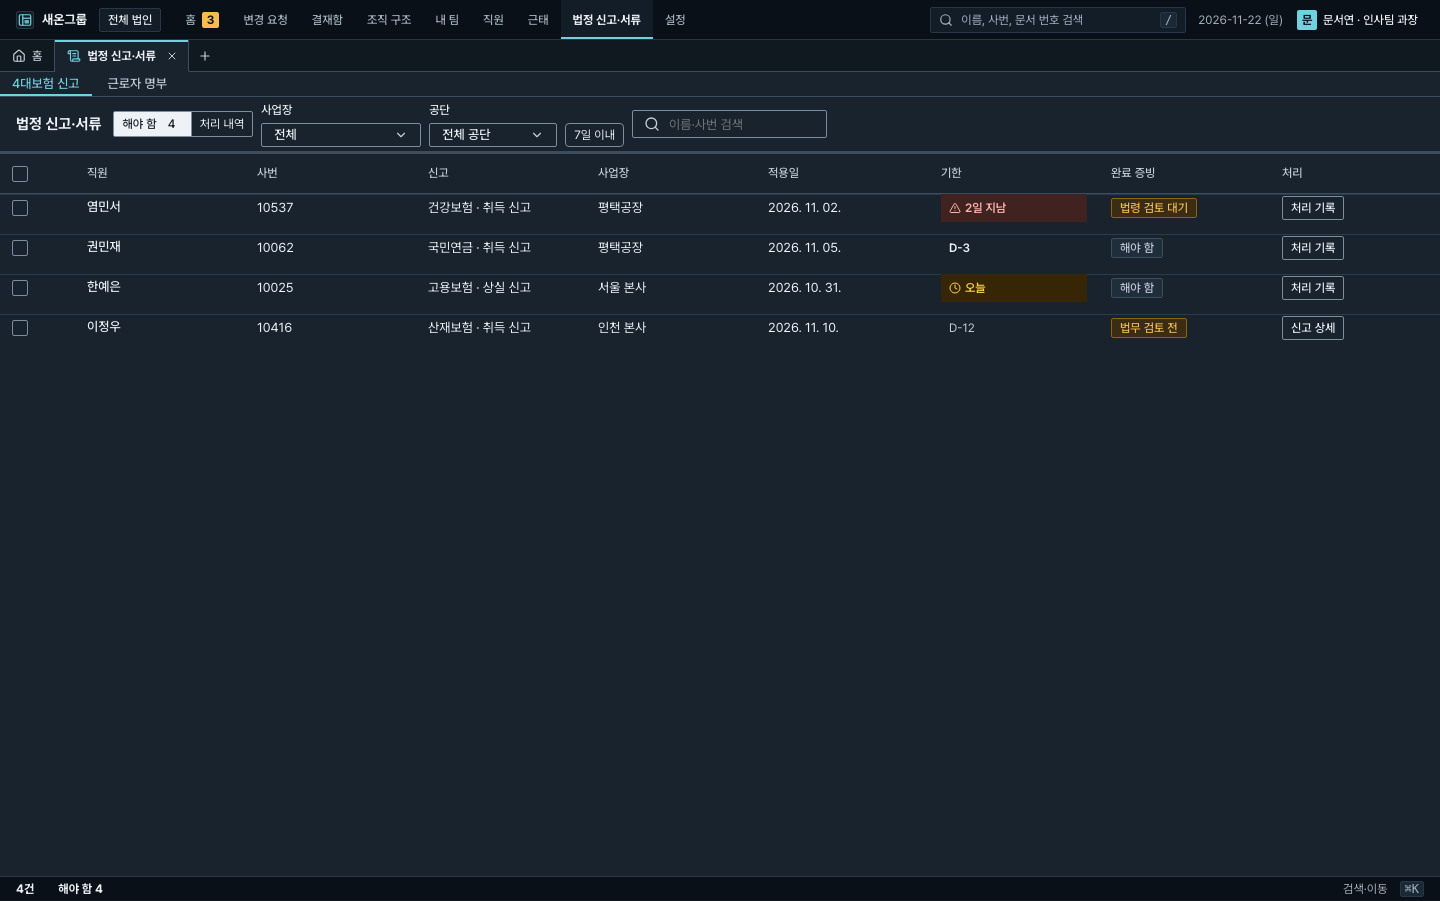 새온그룹 전체 법인 홈 3 변경 요청 결재함 조직 구조 내 팀 직원 근태 법정 신고·서류 설정 이름, 사번, 문서 번호 검색 / 2026-11-22 (일) 문 문서연 · 인사팀 과장
홈 법정 신고·서류
4대보험 신고 근로자 명부
사업장 공단
법정 신고·서류 해야 함 4 처리 내역 전체 전체 공단 7일 이내 이름·사번 검색
직원 사번 신고 사업장 적용일 기한 완료 증빙 처리
염민서 10537 건강보험 · 취득 신고 평택공장 2026. 11. 02. 2일 지남 법령 검토 대기 처리 기록
권민재 10062 국민연금 · 취득 신고 평택공장 2026. 11. 05. D-3 해야 함 처리 기록
한예은 10025 고용보험 · 상실 신고 서울 본사 2026. 10. 31. 오늘 해야 함 처리 기록
이정우 10416 산재보험 · 취득 신고 인천 본사 2026. 11. 10. D-12 법무 검토 전 신고 상세
4건 해야 함 4 검색·이동 ⌘K